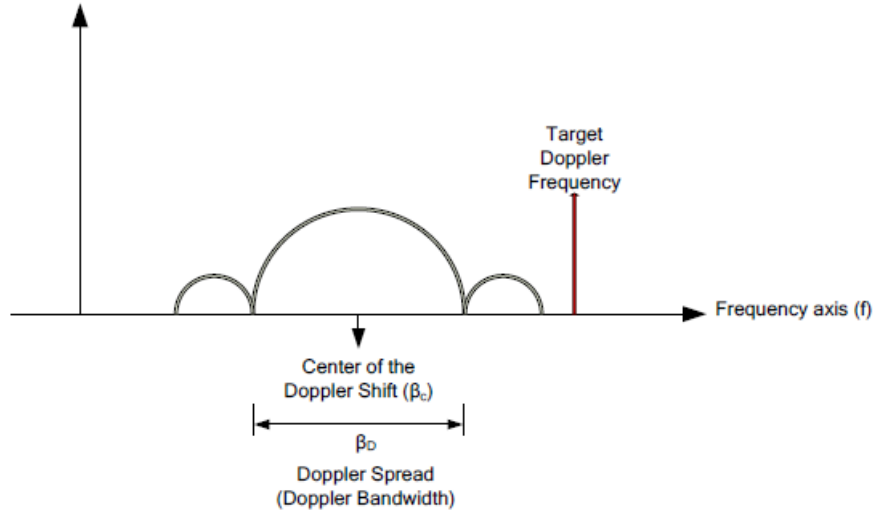 Target
Doppler
Frequency
Frequency axis (f)
Center of the
Doppler Shift (βc)
βD
Doppler Spread
(Doppler Bandwidth)